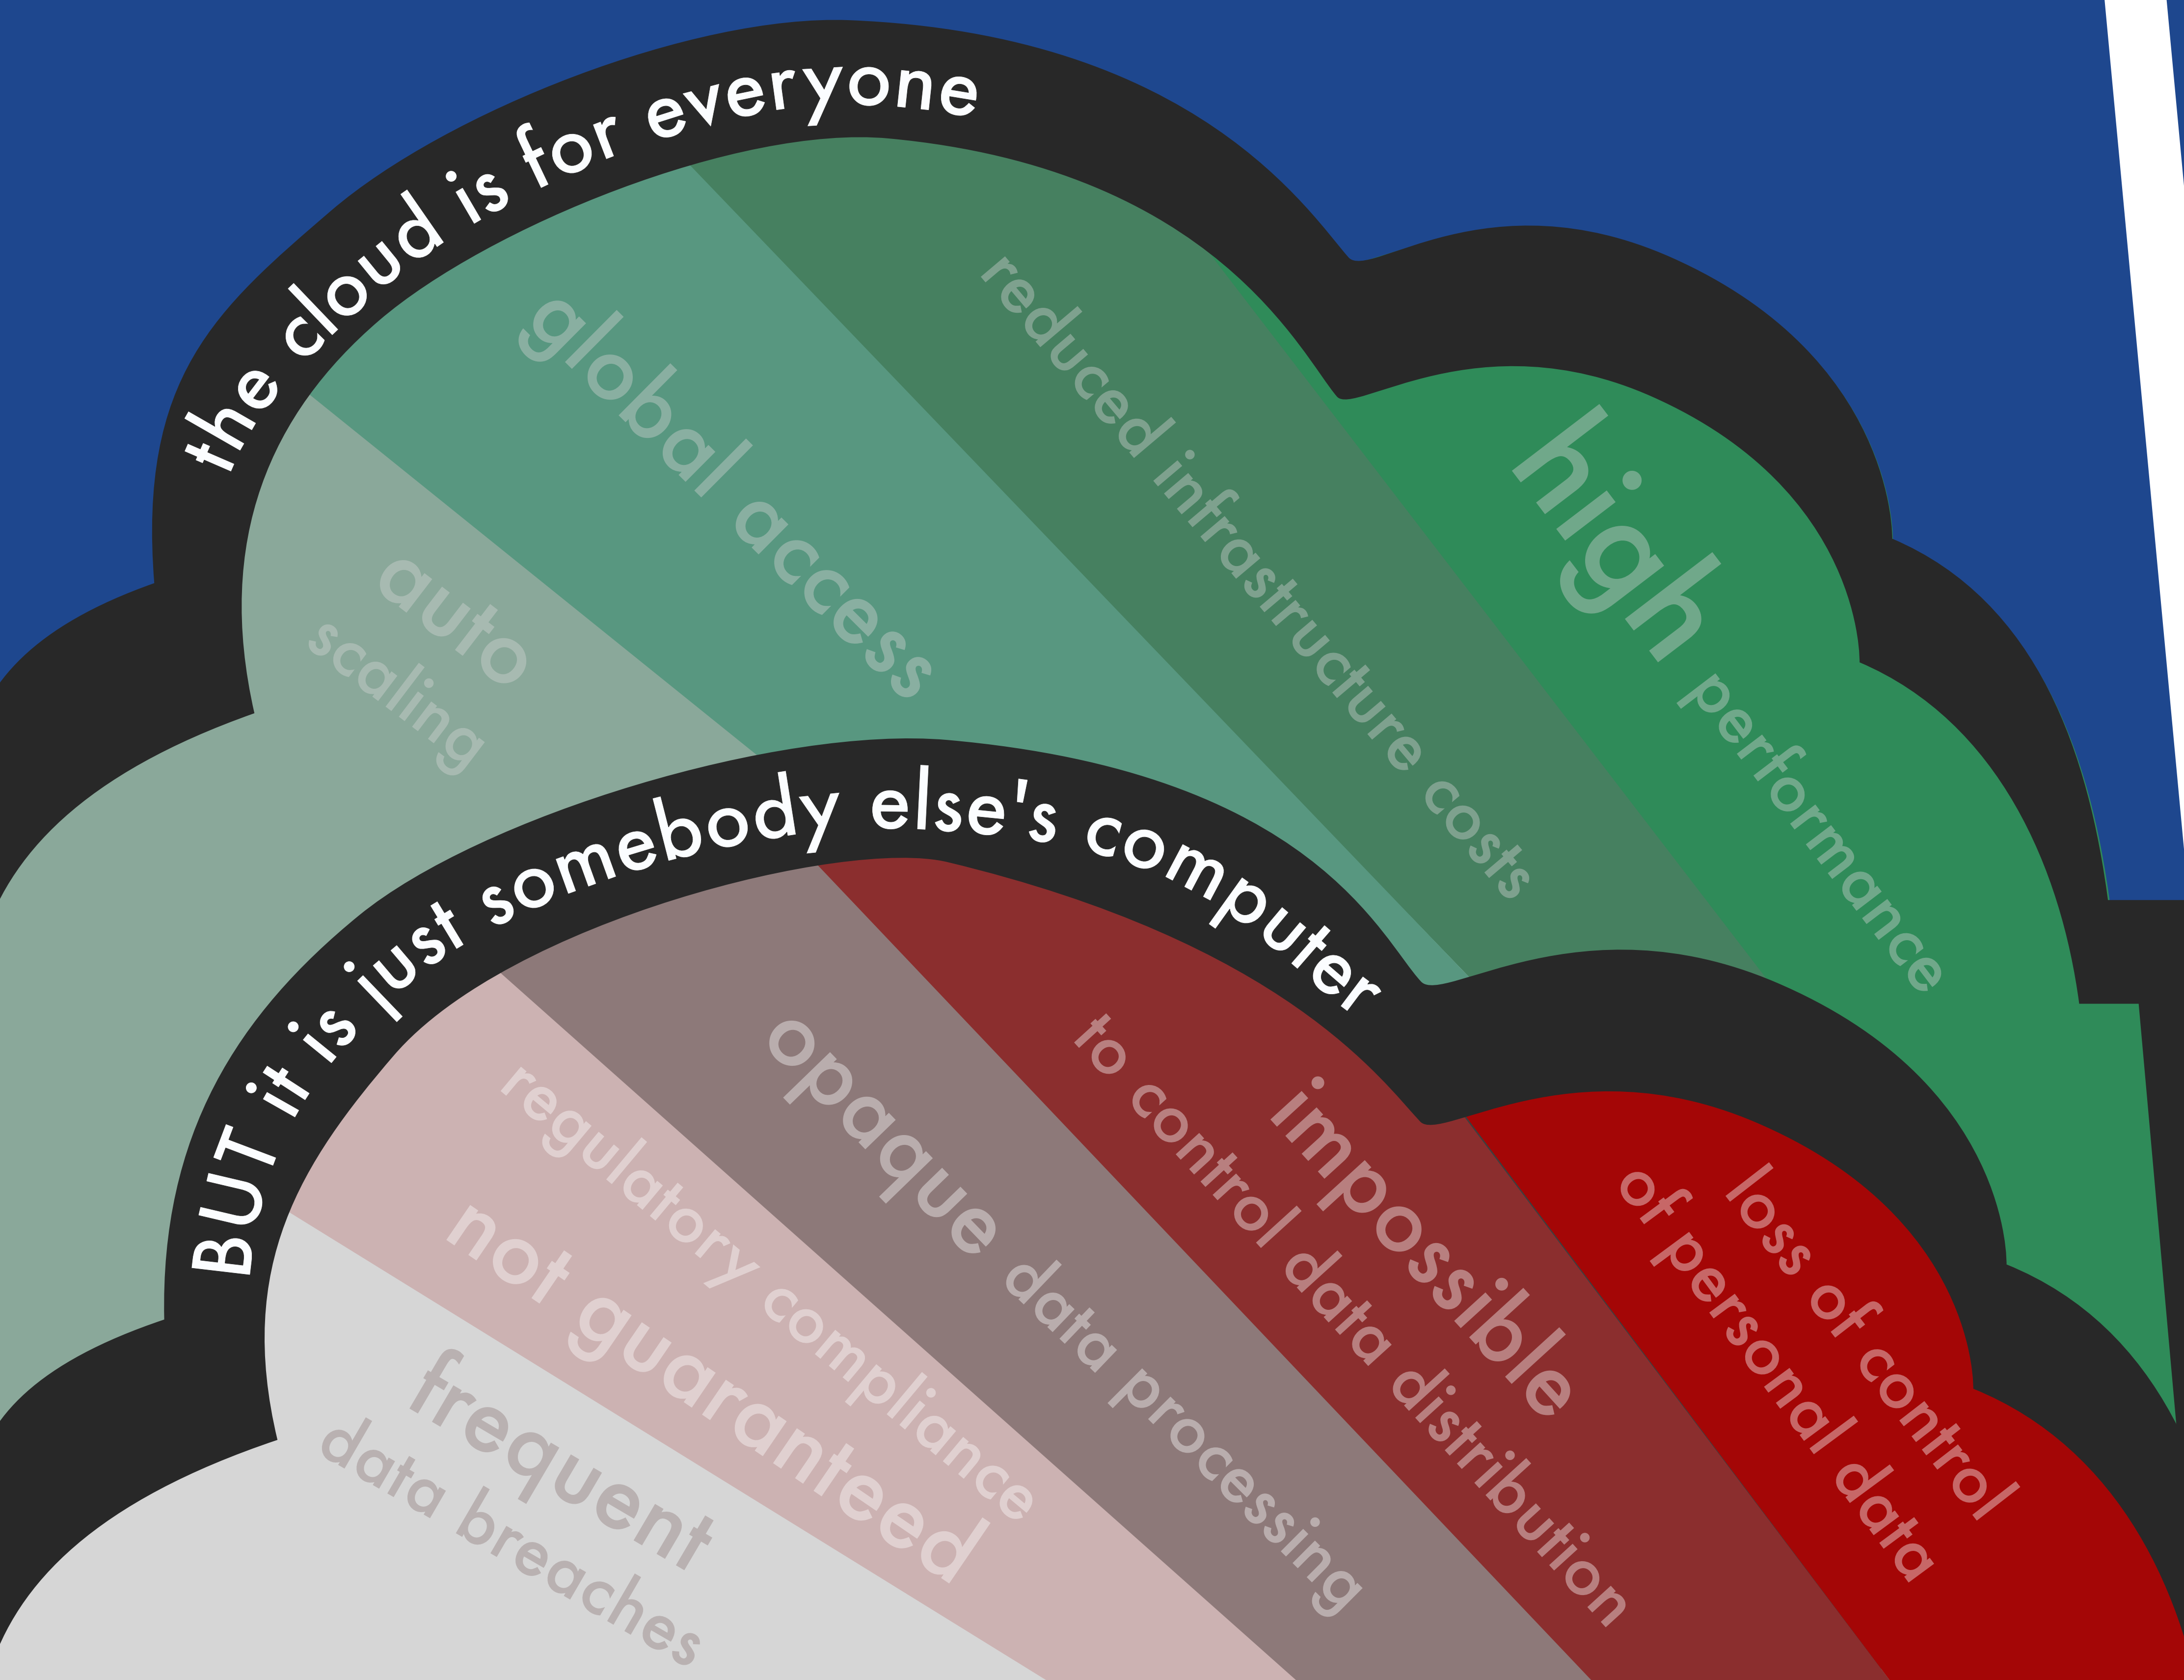 the cloud is for everyone
auto
scaling
global access
reduced infrastructure costs
high performance
BUT it is just somebody else's computer
frequent
data breaches
regulatory compliance
not guaranteed
opaque data processing
impossible
to control data distribution
loss of control
of personal data